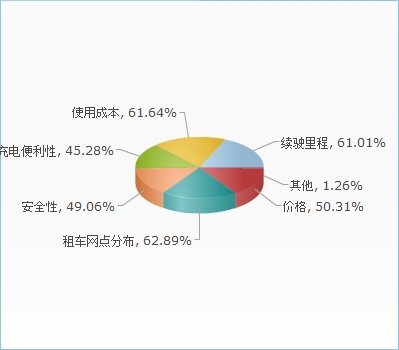 使用成本, 61.64%
续驶里程, 61.01%
充电便利性, 45.28%
其他, 1.26%
安全性, 49.06%
价格, 50.31%
租车网点分布, 62.89%